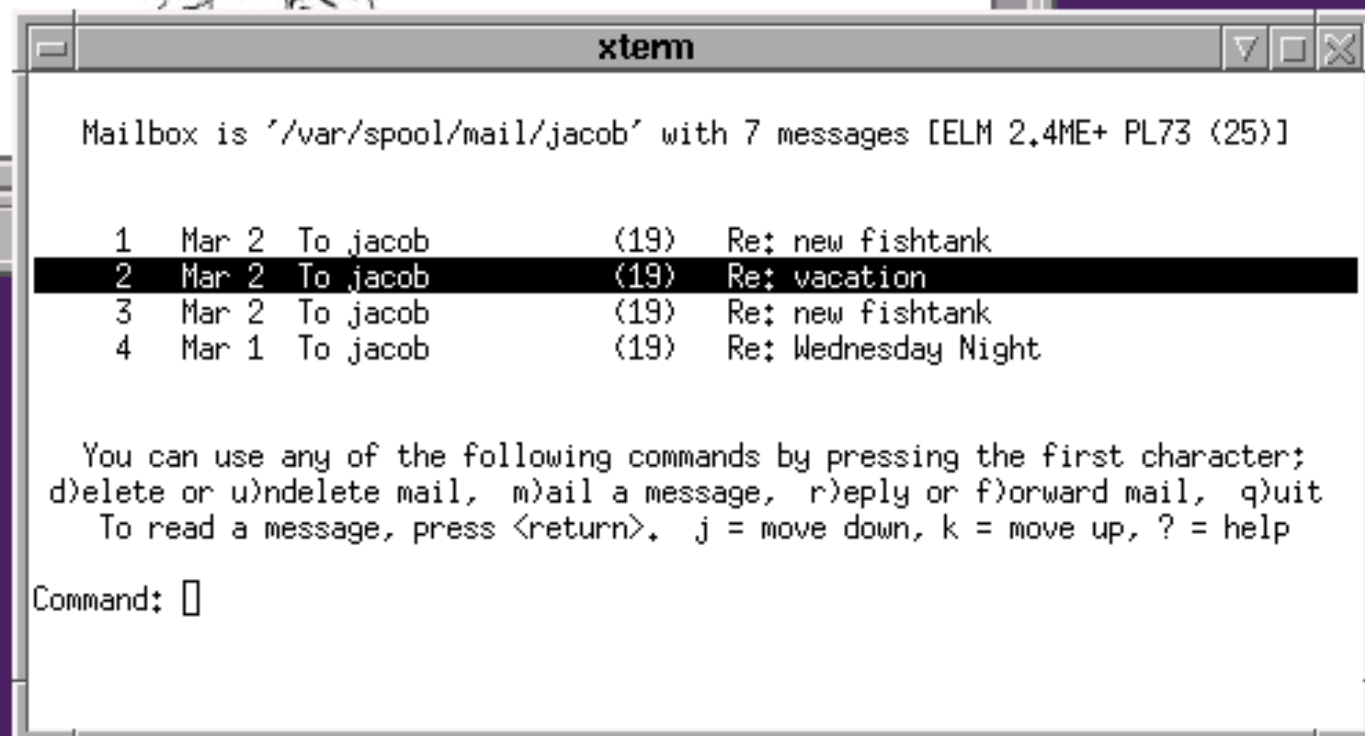 xterm
Mailbox is '/var/spool/mail/jacob' with 7 messages [ELM 2.4ME+ PL73 (25)]
1 Mar 2 To jacob (19) Re: new fishtank
2 Mar 2 To jacob (19) Re: vacation
3 Mar 2 To jacob (19) Re: new fishtank
4 Mar 1 To jacob (19) Re: Wednesday Night
You can use any of the following commands by pressing the first character;
d)elete or u)ndelete mail, m)ail a message, r)eply or f)orward mail, q)uit
To read a message, press <return>. j = move down, k = move up, ? = help
Command: